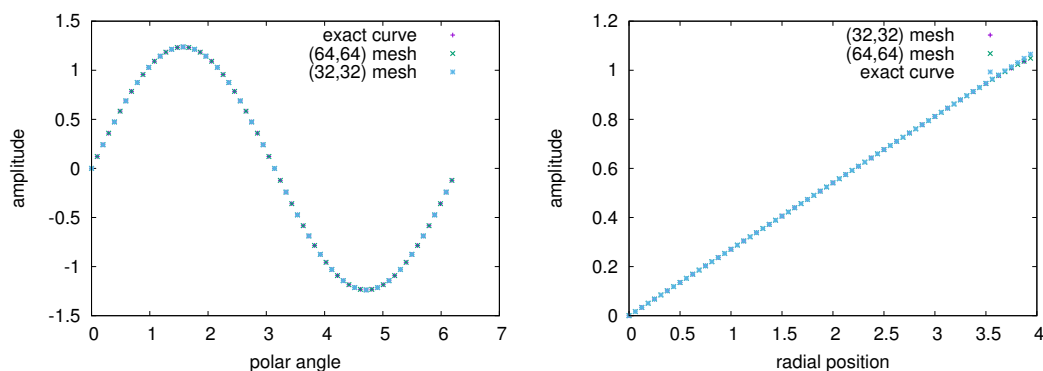 1.5
1
0.5
0
-0.5
-1
-1.5
amplitude
exact curve
(64,64) mesh
(32,32) mesh
0 1 2 3 4 5 6 7
polar angle
1.2
1
0.8
0.6
0.4
0.2
0
amplitude
(32,32) mesh
(64,64) mesh
exact curve
0 0.5 1 1.5 2 2.5 3 3.5 4
radial position